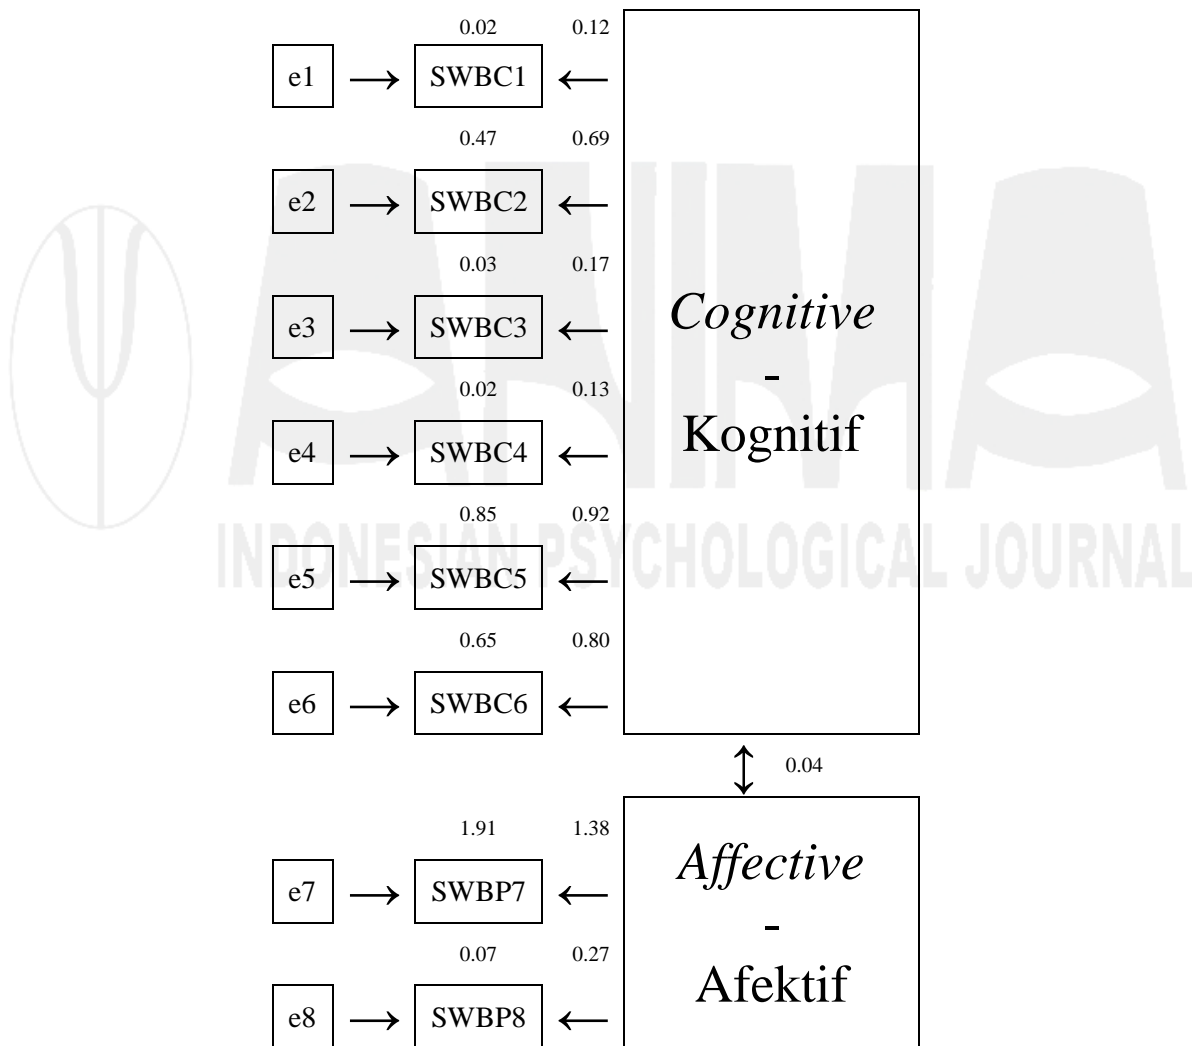 0.02 0.12
e1 → SWBC1 ←
0.47 0.69
e2 → SWBC2 ←
0.03 0.17
e3 → SWBC3 ←
0.02 0.13
e4 → SWBC4 ←
0.85 0.92
e5 → SWBC5 ←
0.65 0.80
e6 → SWBC6 ←
Cognitive
-
Kognitif
↕ 0.04
1.91 1.38
e7 → SWBP7 ←
0.07 0.27
e8 → SWBP8 ←
Affective
-
Afektif
ANIMA
INDONESIAN PSYCHOLOGICAL JOURNAL